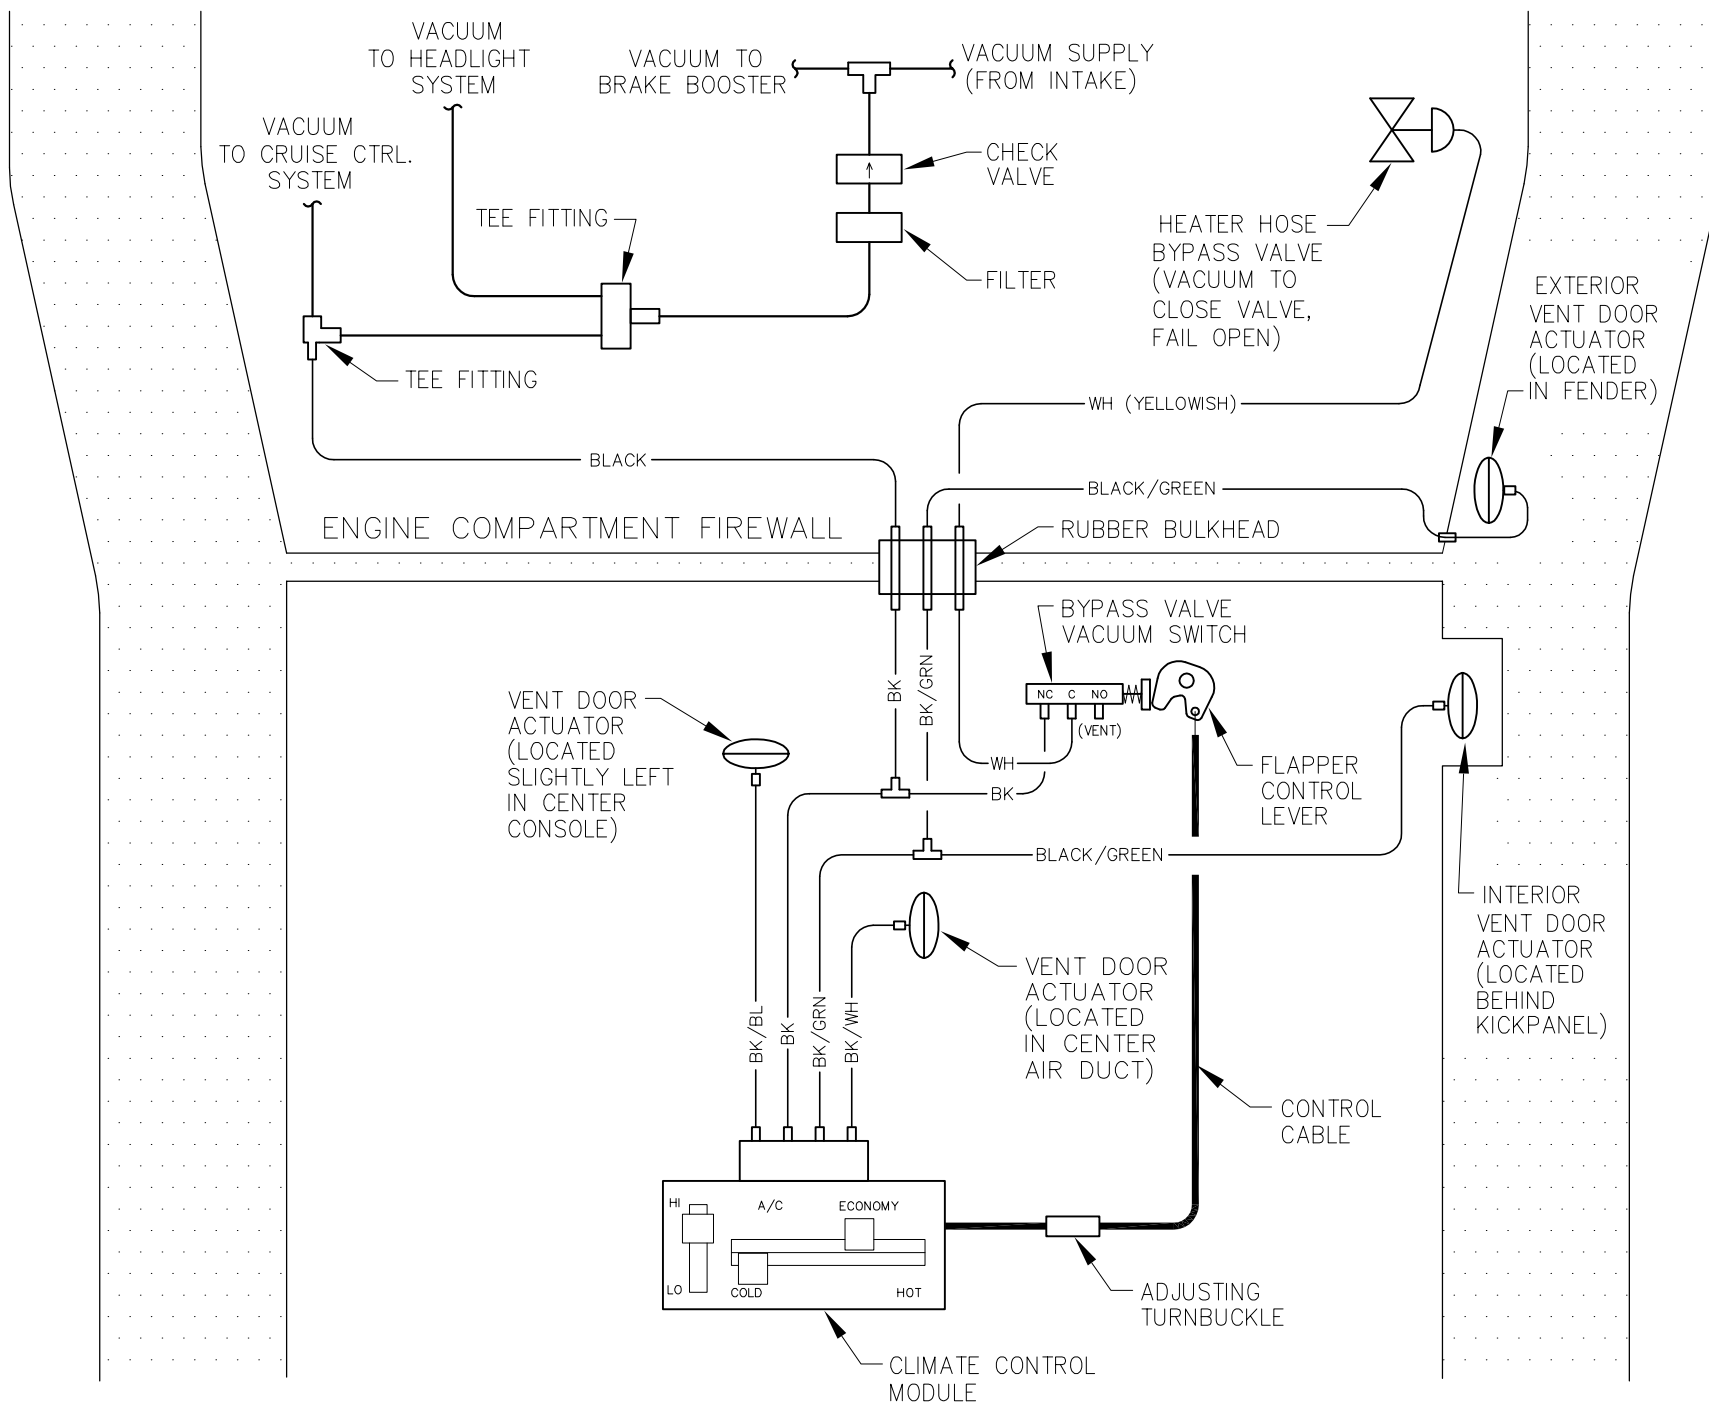 VACUUM
TO HEADLIGHT
SYSTEM
VACUUM TO
BRAKE BOOSTER
VACUUM SUPPLY
(FROM INTAKE)
VACUUM
TO CRUISE CTRL.
SYSTEM
CHECK
VALVE
TEE FITTING
FILTER
HEATER HOSE
BYPASS VALVE
(VACUUM TO
CLOSE VALVE,
FAIL OPEN)
EXTERIOR
VENT DOOR
ACTUATOR
(LOCATED
IN FENDER)
TEE FITTING
WH (YELLOWISH)
BLACK
BLACK/GREEN
ENGINE COMPARTMENT FIREWALL
RUBBER BULKHEAD
BYPASS VALVE
VACUUM SWITCH
BK
BK/GRN
NC C NO
(VENT)
VENT DOOR
ACTUATOR
(LOCATED
SLIGHTLY LEFT
IN CENTER
CONSOLE)
WH
BK
FLAPPER
CONTROL
LEVER
BLACK/GREEN
INTERIOR
VENT DOOR
ACTUATOR
(LOCATED
BEHIND
KICKPANEL)
VENT DOOR
ACTUATOR
(LOCATED
IN CENTER
AIR DUCT)
BK/BL
BK
BK/GRN
BK/WH
CONTROL
CABLE
HI
A/C
ECONOMY
LO
COLD
HOT
ADJUSTING
TURNBUCKLE
CLIMATE CONTROL
MODULE